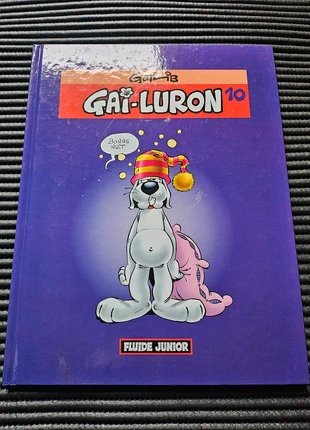 Gotlib
GAI-LURON 10
BONNE
NUIT
FLUIDE JUNIOR